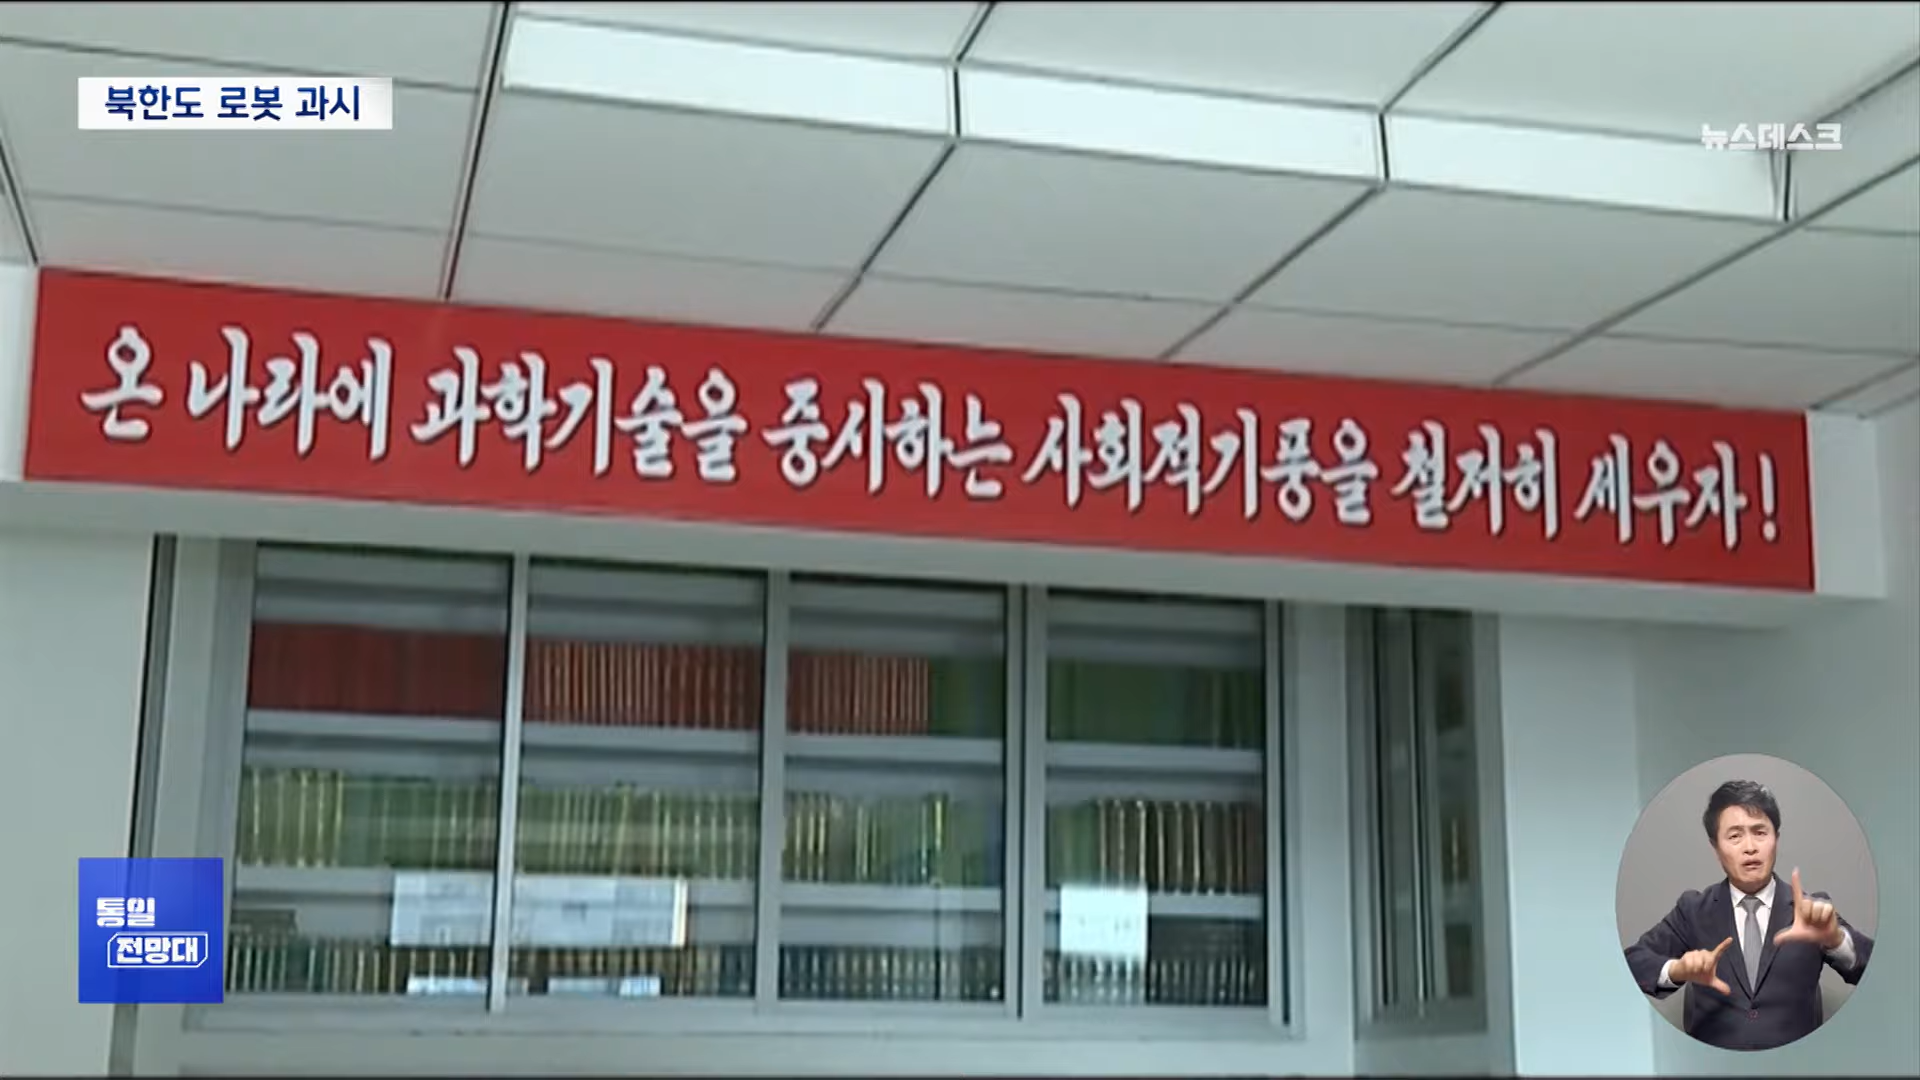 북한도 로봇 과시
뉴스데스크
온 나라에 과학기술을 중시하는 사회적기풍을 철저히 세우자!
통일
전망대